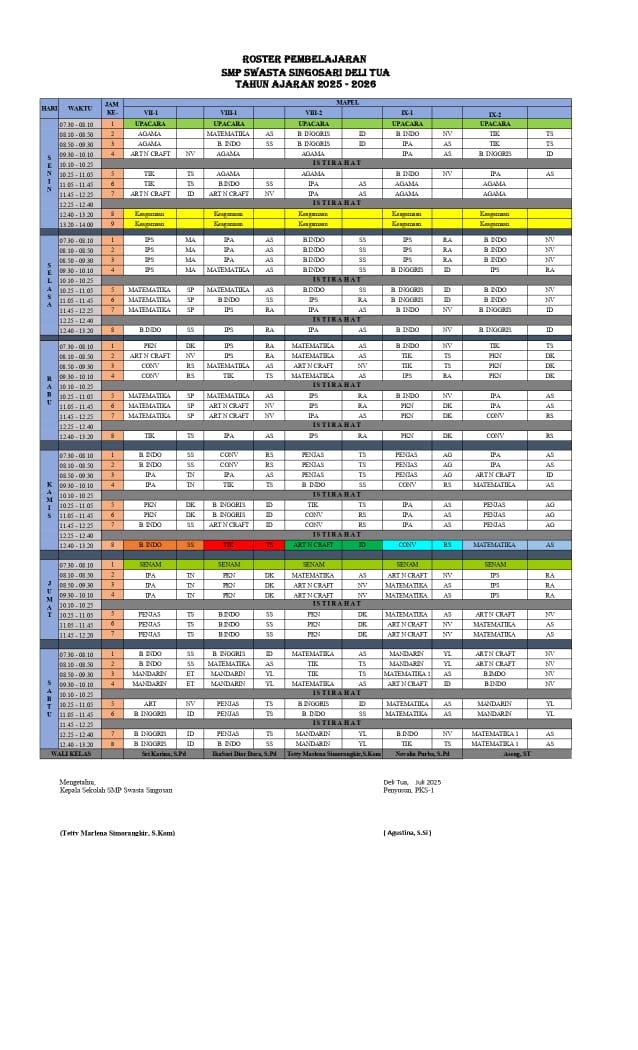 ROSTER PEMBELAJARAN
SMP SWASTA SINGOSARI DELI TUA
TAHUN AJARAN 2025 - 2026
HARI WAKTU JAM KE- MAPEL
VII-1 VIII-1 VIII-2 IX-1 IX-2
SENIN
07.30 - 08.10 1 UPACARA UPACARA UPACARA UPACARA UPACARA
08.10 - 08.50 2 AGAMA MATEMATIKA AS B. INGGRIS ID B. INDO NV TIK TS
08.50 - 09.30 3 AGAMA B. INDO SS B. INGGRIS ID IPA AS TIK TS
09.30 - 10.10 4 ART N CRAFT NV AGAMA AGAMA IPA AS B. INGGRIS ID
10.10 - 10.25 ISTIRAHAT
10.25 - 11.05 5 TIK TS AGAMA AGAMA B. INDO NV IPA AS
11.05 - 11.45 6 TIK TS B.INDO SS IPA AS AGAMA AGAMA
11.45 - 12.25 7 ART N CRAFT ID ART N CRAFT NV IPA AS AGAMA AGAMA
12.25 - 12.40 ISTIRAHAT
12.40 - 13.20 8 Keagamaan Keagamaan Keagamaan Keagamaan Keagamaan
13.20 - 14.00 9 Keagamaan Keagamaan Keagamaan Keagamaan Keagamaan
SELASA
07.30 - 08.10 1 IPS MA IPA AS B.INDO SS IPS RA B. INDO NV
08.10 - 08.50 2 IPS MA IPA AS B.INDO SS IPS RA B. INDO NV
08.50 - 09.30 3 IPS MA IPA AS B.INDO SS IPS RA B. INDO NV
09.30 - 10.10 4 IPS MA MATEMATIKA AS B.INDO SS B. INGGRIS ID IPS RA
10.10 - 10.25 ISTIRAHAT
10.25 - 11.05 5 MATEMATIKA SP MATEMATIKA AS B.INDO SS B. INGGRIS ID B. INDO NV
11.05 - 11.45 6 MATEMATIKA SP B.INDO SS IPS RA B. INGGRIS ID B. INDO NV
11.45 - 12.25 7 MATEMATIKA SP IPS RA IPA AS B. INDO NV B. INGGRIS ID
12.25 - 12.40 ISTIRAHAT
12.40 - 13.20 8 B.INDO SS IPS RA IPA AS B. INDO NV B. INGGRIS ID
RABU
07.30 - 08.10 1 PKN DK IPS RA MATEMATIKA AS B. INDO NV TIK TS
08.10 - 08.50 2 ART N CRAFT NV IPS RA MATEMATIKA AS TIK TS PKN DK
08.50 - 09.30 3 CONV RS MATEMATIKA AS ART N CRAFT NV TIK TS PKN DK
09.30 - 10.10 4 CONV RS TIK TS MATEMATIKA AS IPS RA PKN DK
10.10 - 10.25 ISTIRAHAT
10.25 - 11.05 5 MATEMATIKA SP MATEMATIKA AS IPS RA B. INDO NV IPA AS
11.05 - 11.45 6 MATEMATIKA SP ART N CRAFT NV IPS RA PKN DK IPA AS
11.45 - 12.25 7 MATEMATIKA SP ART N CRAFT NV IPA AS PKN DK CONV RS
12.25 - 12.40 ISTIRAHAT
12.40 - 13.20 8 TIK TS IPA AS IPS RA PKN DK CONV RS
KAMIS
07.30 - 08.10 1 B. INDO SS CONV RS PENJAS TS PENJAS AG IPA AS
08.10 - 08.50 2 B. INDO SS CONV RS PENJAS TS PENJAS AG IPA AS
08.50 - 09.30 3 IPA TN IPA AS PENJAS TS PENJAS AG ART N CRAFT ID
09.30 - 10.10 4 IPA TN TIK TS B. INDO SS CONV RS MATEMATIKA AS
10.10 - 10.25 ISTIRAHAT
10.25 - 11.05 5 PKN DK B. INGGRIS ID TIK TS IPA AS PENJAS AG
11.05 - 11.45 6 PKN DK B. INGGRIS ID CONV RS IPA AS PENJAS AG
11.45 - 12.25 7 B. INDO SS ART N CRAFT ID CONV RS IPA AS PENJAS AG
12.25 - 12.40 ISTIRAHAT
12.40 - 13.20 8 B. INDO SS TIK TS ART N CRAFT ID CONV RS MATEMATIKA AS
JUMAT
07.30 - 08.10 1 SENAM SENAM SENAM SENAM SENAM
08.10 - 08.50 2 IPA TN PKN DK MATEMATIKA AS ART N CRAFT NV IPS RA
08.50 - 09.30 3 IPA TN PKN DK ART N CRAFT NV MATEMATIKA AS IPS RA
09.30 - 10.10 4 IPA TN PKN DK ART N CRAFT NV MATEMATIKA AS IPS RA
10.10 - 10.25 ISTIRAHAT
10.25 - 11.05 5 PENJAS TS B.INDO SS PKN DK MATEMATIKA AS ART N CRAFT NV
11.05 - 11.45 6 PENJAS TS B.INDO SS PKN DK ART N CRAFT NV MATEMATIKA AS
11.45 - 12.20 7 PENJAS TS B.INDO SS PKN DK ART N CRAFT NV MATEMATIKA AS
SABTU
07.30 - 08.10 1 B. INDO SS B. INGGRIS ID MATEMATIKA AS MANDARIN YL ART N CRAFT NV
08.10 - 08.50 2 B. INDO SS MATEMATIKA AS TIK TS MANDARIN YL ART N CRAFT NV
08.50 - 09.30 3 MANDARIN ET MANDARIN YL TIK TS MATEMATIKA 1 AS B.IMDO NV
09.30 - 10.10 4 MANDARIN ET MANDARIN YL MATEMATIKA AS ART N CRAFT ID B.INDO NV
10.10 - 10.25 ISTIRAHAT
10.25 - 11.05 5 ART NV PENJAS TS B.INGGRIS ID MATEMATIKA AS MANDARIN YL
11.05 - 11.45 6 B. INGGRIS ID PENJAS TS B. INDO SS MATEMATIKA AS MANDARIN YL
11.45 - 12.25 ISTIRAHAT
12.25 - 12.40 7 B. INGGRIS ID PENJAS TS MANDARIN YL B.INDO NV MATEMATIKA 1 AS
12.40 - 13.20 8 B. INGGRIS ID B. INDO SS MANDARIN YL TIK TS MATEMATIKA 1 AS
WALI KELAS Sri Karina, S.Pd S.Pd Tetty Marlena Simorangkir,S.Kom Novalia Purba, S.Pd ST
Mengetahui,
Kepala Sekolah SMP Swasta Singosari
Deli Tua, Juli 2025
Penyusun, PKS-1
(Tetty Marlena Simorangkir, S.Kom)
( Agustina, S.Si )